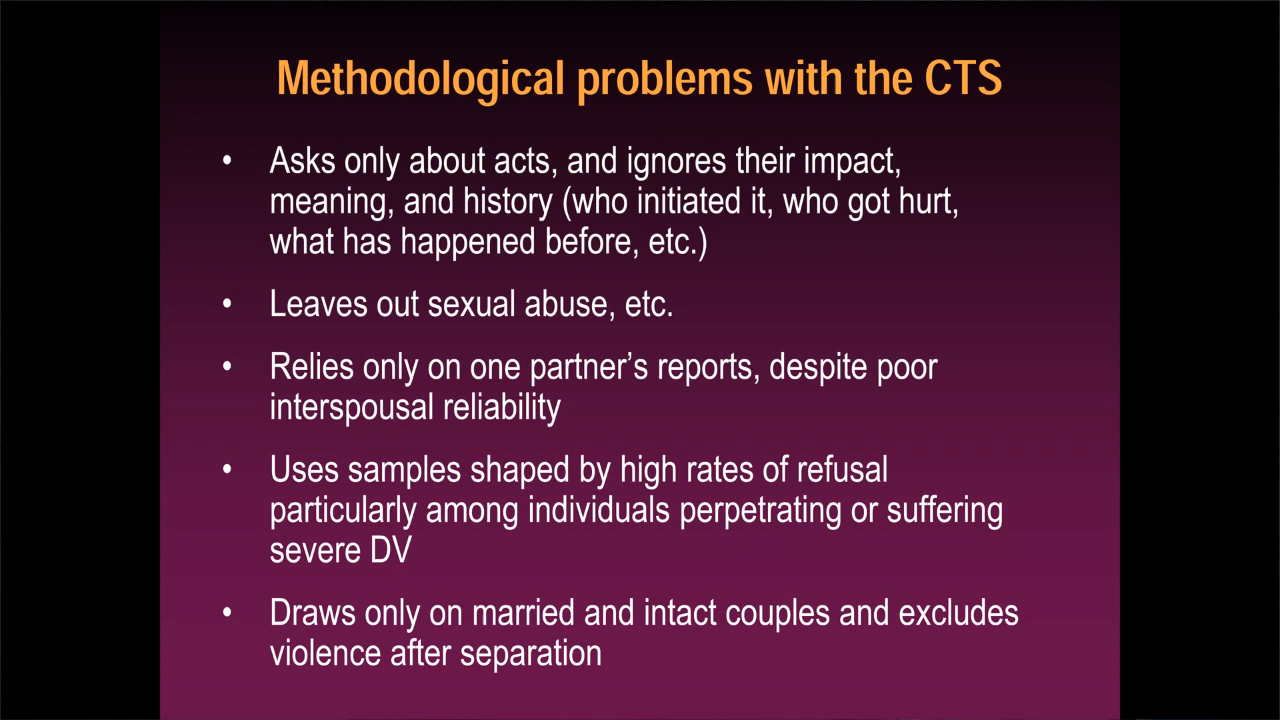 Methodological problems with the CTS
• Asks only about acts, and ignores their impact,
meaning, and history (who initiated it, who got hurt,
what has happened before, etc.)
• Leaves out sexual abuse, etc.
• Relies only on one partner’s reports, despite poor
interspousal reliability
• Uses samples shaped by high rates of refusal
particularly among individuals perpetrating or suffering
severe DV
• Draws only on married and intact couples and excludes
violence after separation